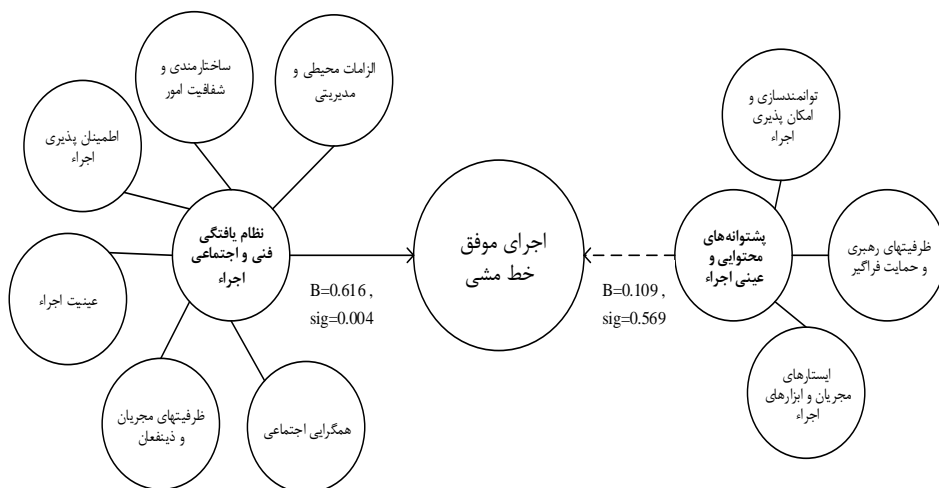 الزامات محیطی و
مدیریتی
ساختارمندی و
شفافیت امور
اطمینان پذیری
اجراء
نظام یافتگی
فنی و اجتماعی
اجراء
عینیت اجراء
ظرفیتهای مجریان
و ذینفعان
همگرایی اجتماعی
B=0.616 ,
sig=0.004
اجرای موفق
خط مشی
B=0.109 ,
sig=0.569
پشتوانه‌های
محتوایی و
عینی اجراء
توانمندسازی و
امکان پذیری
اجراء
ظرفیتهای رهبری
و حمایت فراگیر
ایستارهای
مجریان و ابزارهای
اجراء